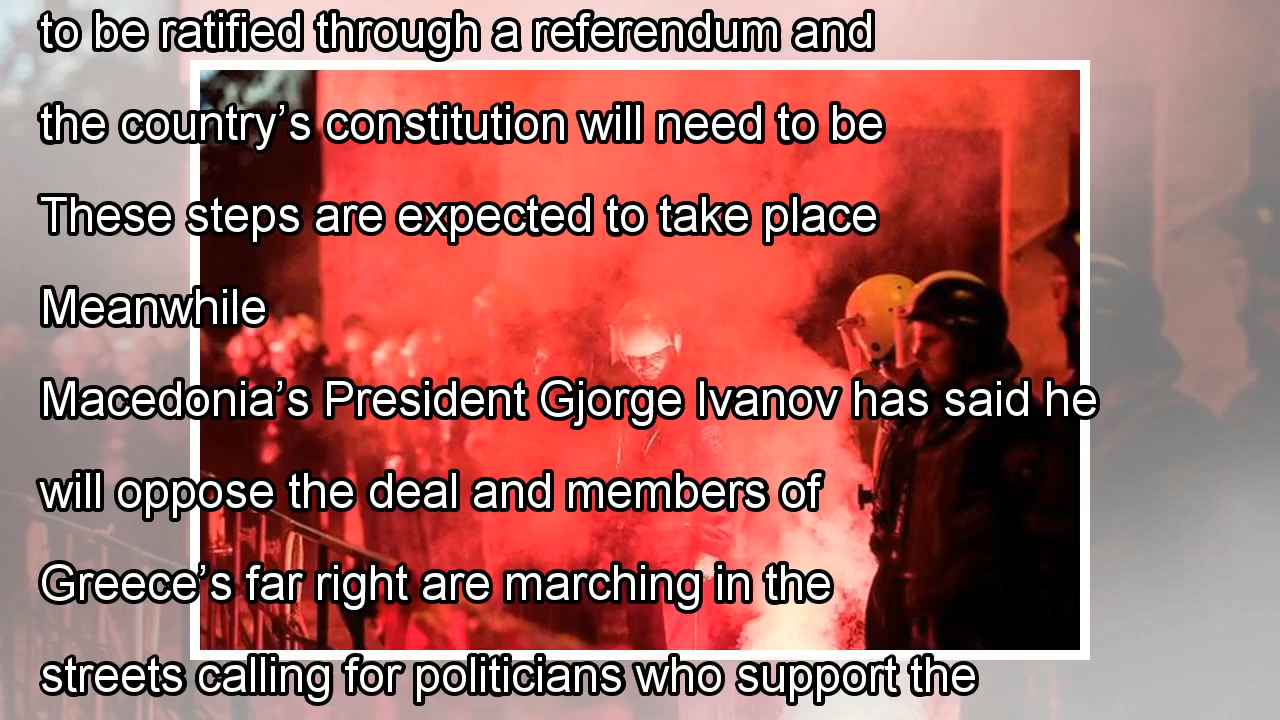 to be ratified through a referendum and
the country’s constitution will need to be
These steps are expected to take place
Meanwhile
Macedonia’s President Gjorge Ivanov has said he
will oppose the deal and members of
Greece’s far right are marching in the
streets calling for politicians who support the